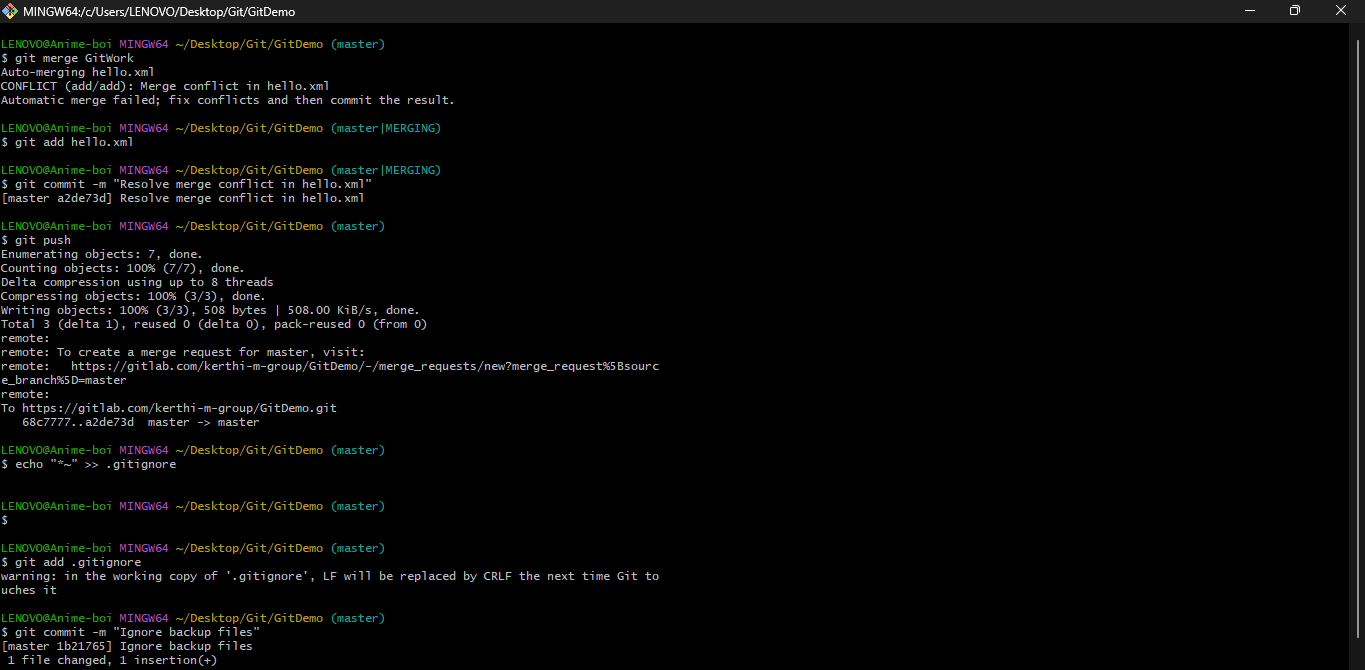 MINGW64:/c/Users/LENOVO/Desktop/Git/GitDemo
LENOVO@Anime-boi MINGW64 ~/Desktop/Git/GitDemo (master)
$ git merge GitWork
Auto-merging hello.xml
CONFLICT (add/add): Merge conflict in hello.xml
Automatic merge failed; fix conflicts and then commit the result.
LENOVO@Anime-boi MINGW64 ~/Desktop/Git/GitDemo (master|MERGING)
$ git add hello.xml
LENOVO@Anime-boi MINGW64 ~/Desktop/Git/GitDemo (master|MERGING)
$ git commit -m "Resolve merge conflict in hello.xml"
[master a2de73d] Resolve merge conflict in hello.xml
LENOVO@Anime-boi MINGW64 ~/Desktop/Git/GitDemo (master)
$ git push
Enumerating objects: 7, done.
Counting objects: 100% (7/7), done.
Delta compression using up to 8 threads
Compressing objects: 100% (3/3), done.
Writing objects: 100% (3/3), 508 bytes | 508.00 KiB/s, done.
Total 3 (delta 1), reused 0 (delta 0), pack-reused 0 (from 0)
remote:
remote: To create a merge request for master, visit:
remote:   https://gitlab.com/kerthi-m-group/GitDemo/-/merge_requests/new?merge_request%5Bsourc
e_branch%5D=master
remote:
To https://gitlab.com/kerthi-m-group/GitDemo.git
   68c7777..a2de73d  master -> master
LENOVO@Anime-boi MINGW64 ~/Desktop/Git/GitDemo (master)
$ echo "*~" >> .gitignore
LENOVO@Anime-boi MINGW64 ~/Desktop/Git/GitDemo (master)
$
LENOVO@Anime-boi MINGW64 ~/Desktop/Git/GitDemo (master)
$ git add .gitignore
warning: in the working copy of '.gitignore', LF will be replaced by CRLF the next time Git to
uches it
LENOVO@Anime-boi MINGW64 ~/Desktop/Git/GitDemo (master)
$ git commit -m "Ignore backup files"
[master 1b21765] Ignore backup files
 1 file changed, 1 insertion(+)